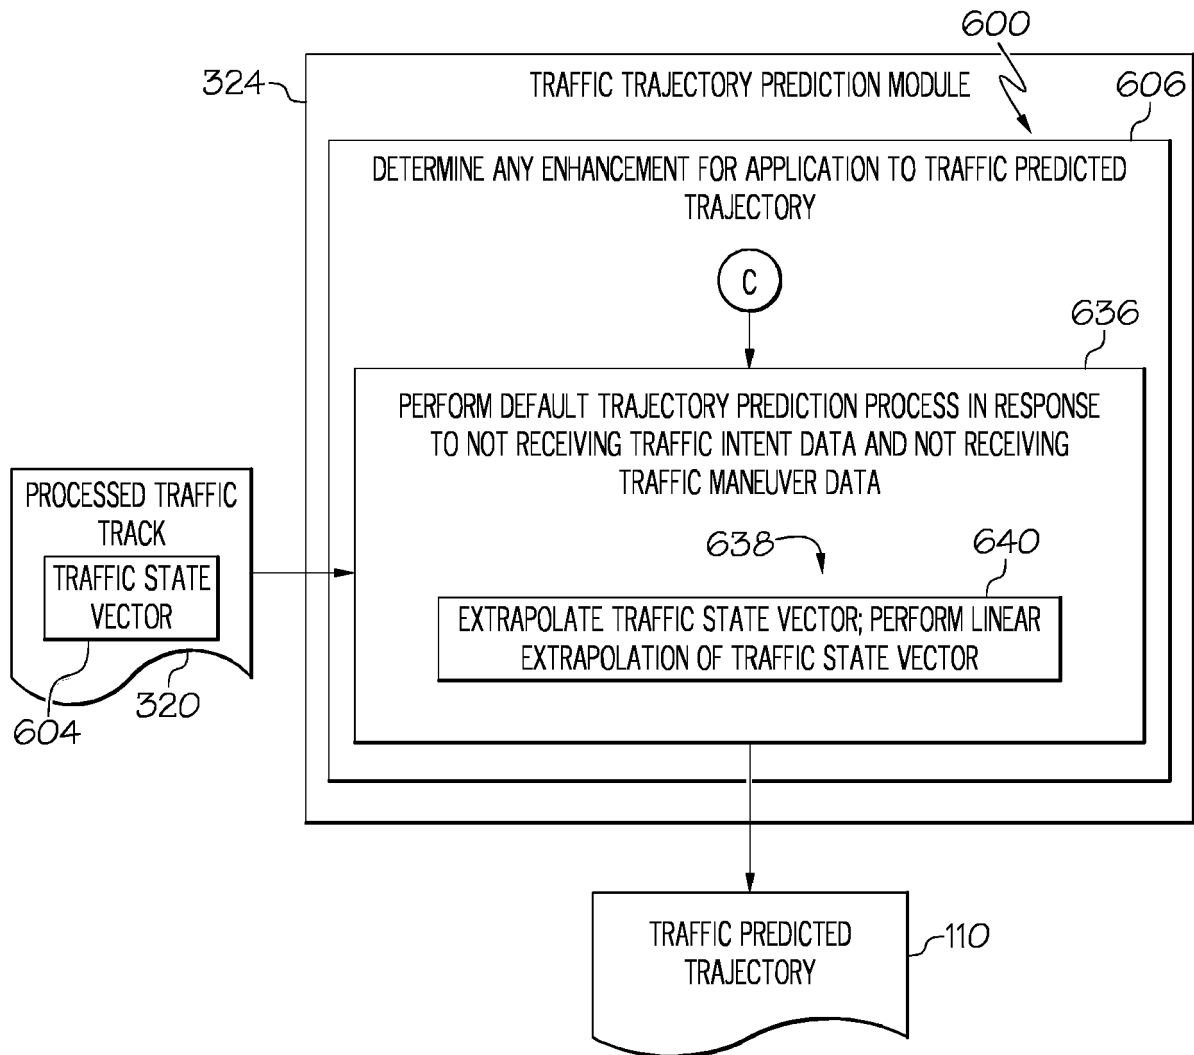 600
324
TRAFFIC TRAJECTORY PREDICTION MODULE
606
DETERMINE ANY ENHANCEMENT FOR APPLICATION TO TRAFFIC PREDICTED
TRAJECTORY
C
636
PERFORM DEFAULT TRAJECTORY PREDICTION PROCESS IN RESPONSE
TO NOT RECEIVING TRAFFIC INTENT DATA AND NOT RECEIVING
TRAFFIC MANEUVER DATA
PROCESSED TRAFFIC
TRACK
TRAFFIC STATE
VECTOR
604
320
638
640
EXTRAPOLATE TRAFFIC STATE VECTOR; PERFORM LINEAR
EXTRAPOLATION OF TRAFFIC STATE VECTOR
TRAFFIC PREDICTED
TRAJECTORY
110